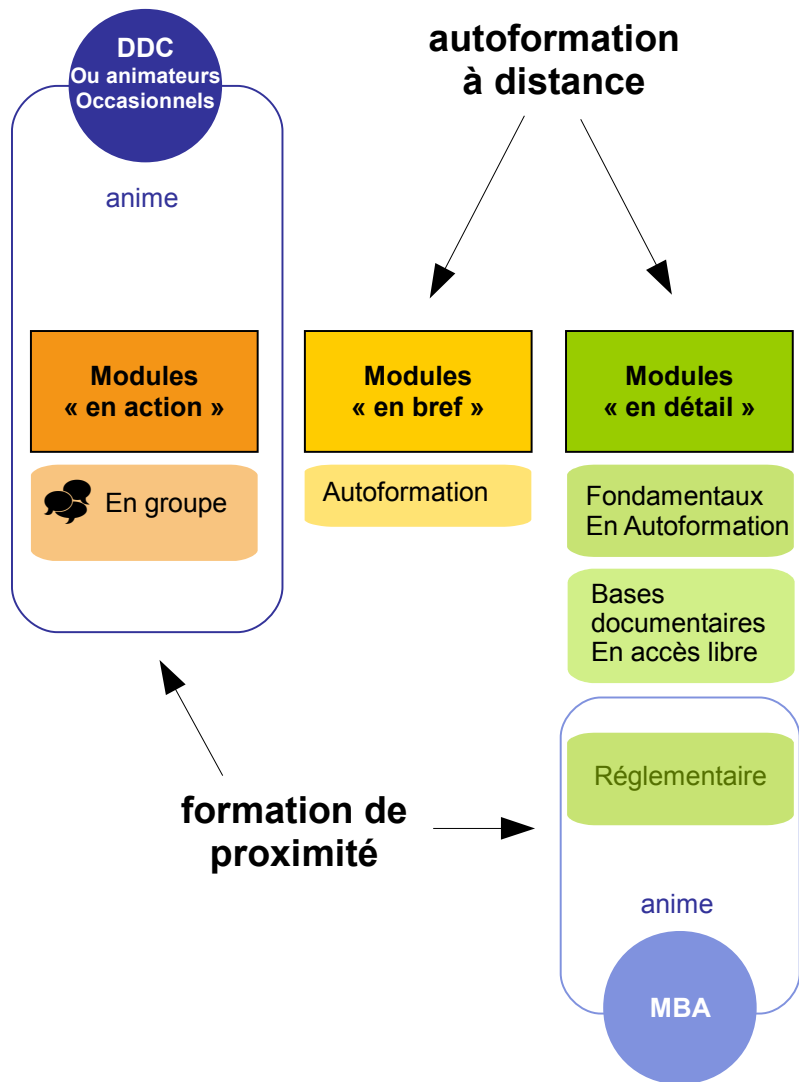 DDC
Ou animateurs
Occasionnels
anime
autoformation
à distance
Modules
« en action »
En groupe
Modules
« en bref »
Autoformation
Modules
« en détail »
Fondamentaux
En Autoformation
Bases
documentaires
En accès libre
Réglementaire
formation de
proximité
anime
MBA